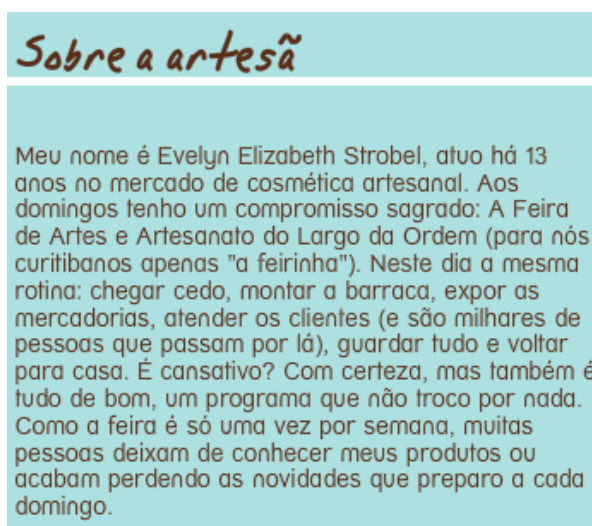 Sobre a artesã
Meu nome é Evelyn Elizabeth Strobel, atuo há 13
anos no mercado de cosmética artesanal. Aos
domingos tenho um compromisso sagrado: A Feira
de Artes e Artesanato do Largo da Ordem (para nós
curitibanos apenas "a feirinha"). Neste dia a mesma
rotina: chegar cedo, montar a barraca, expor as
mercadorias, atender os clientes (e são milhares de
pessoas que passam por lá), guardar tudo e voltar
para casa. É cansativo? Com certeza, mas também é
tudo de bom, um programa que não troco por nada.
Como a feira é só uma vez por semana, muitas
pessoas deixam de conhecer meus produtos ou
acabam perdendo as novidades que preparo a cada
domingo.